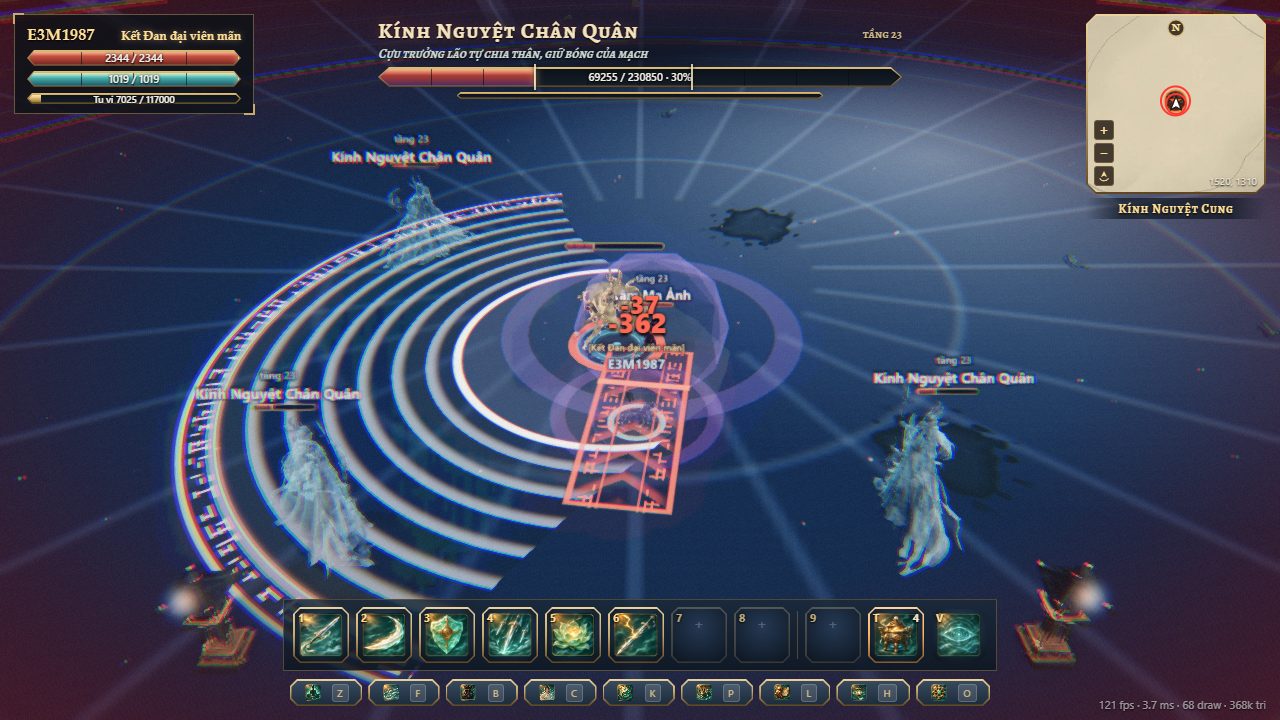 E3M1987 Kết Đan đại viên mãn
2344 / 2344
1019 / 1019
Tu vi 7025 / 117000
Kính Nguyệt Chân Quân
TẦNG 23
Cựu trưởng lão tự chia thân, giữ bóng của mạch
69255 / 230850 · 30%
N
+
−
1520, 1310
Kính Nguyệt Cung
tầng 23
Kính Nguyệt Chân Quân
tầng 23
Ma Ảnh
-37
-362
[Kết Đan đại viên mãn]
E3M1987
tầng 23
Kính Nguyệt Chân Quân
tầng 23
Kính Nguyệt Chân Quân
1 2 3 4 5 6 7 8 9 T 4 V
+ + +
Z F B C K P L H O
121 fps · 3.7 ms · 68 draw · 368k tri